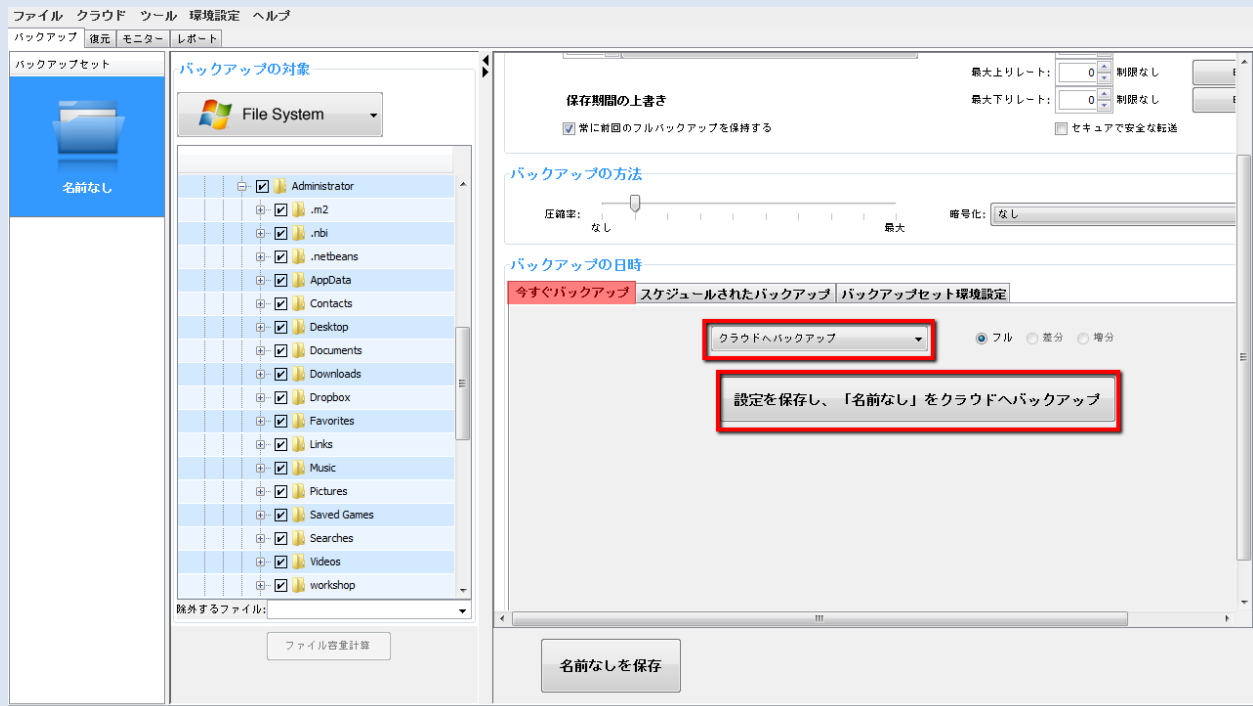 ファイル クラウド ツール 環境設定 ヘルプ
バックアップ 復元 モニター レポート
バックアップセット
名前なし
バックアップの対象
File System
Administrator
.m2
.nbi
.netbeans
AppData
Contacts
Desktop
Documents
Downloads
Dropbox
Favorites
Links
Music
Pictures
Saved Games
Searches
Videos
workshop
除外するファイル:
ファイル容量計算
最大上りレート: 0 制限なし
保存期間の上書き
最大下りレート: 0 制限なし
常に前回のフルバックアップを保持する
セキュアで安全な転送
バックアップの方法
圧縮率:
なし 最大
暗号化: なし
バックアップの日時
今すぐバックアップ スケジュールされたバックアップ バックアップセット環境設定
クラウドへバックアップ
フル 差分 増分
設定を保存し、「名前なし」をクラウドへバックアップ
名前なしを保存